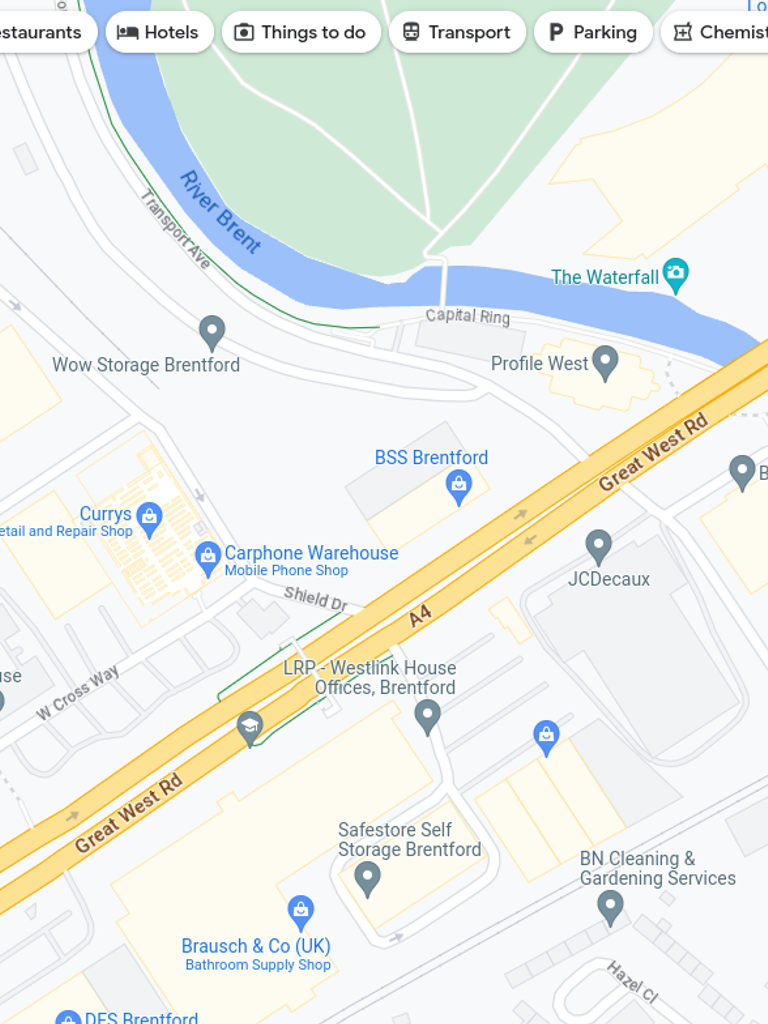 Lo
estaurants
Hotels
Things to do
Transport
Parking
Chemist
River Brent
Transport Ave
The Waterfall
Capital Ring
Wow Storage Brentford
Profile West
Great West Rd
BSS Brentford
B
Currys
etail and Repair Shop
Carphone Warehouse
Mobile Phone Shop
JCDecaux
Shield Dr
A4
LRP - Westlink House
Offices, Brentford
use
W Cross Way
Great West Rd
Safestore Self
Storage Brentford
BN Cleaning &
Gardening Services
Brausch & Co (UK)
Bathroom Supply Shop
Hazel Cl
DFS Brentford